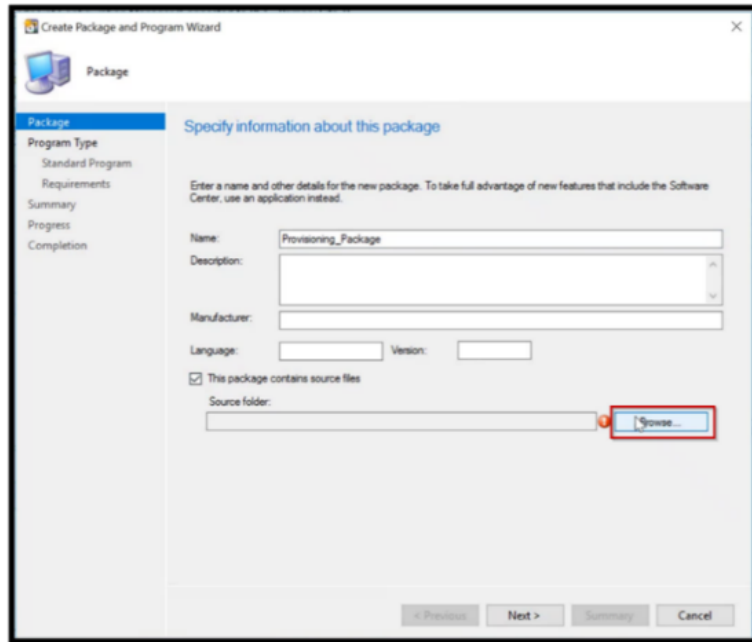 Create Package and Program Wizard
Package
Package
Program Type
Standard Program
Requirements
Summary
Progress
Completion
Specify information about this package
Enter a name and other details for the new package. To take full advantage of new features that include the Software
Center, use an application instead.
Name: Provisioning_Package
Description:
Manufacturer:
Language: Version:
This package contains source files
Source folder:
Browse...
< Previous Next > Summary Cancel